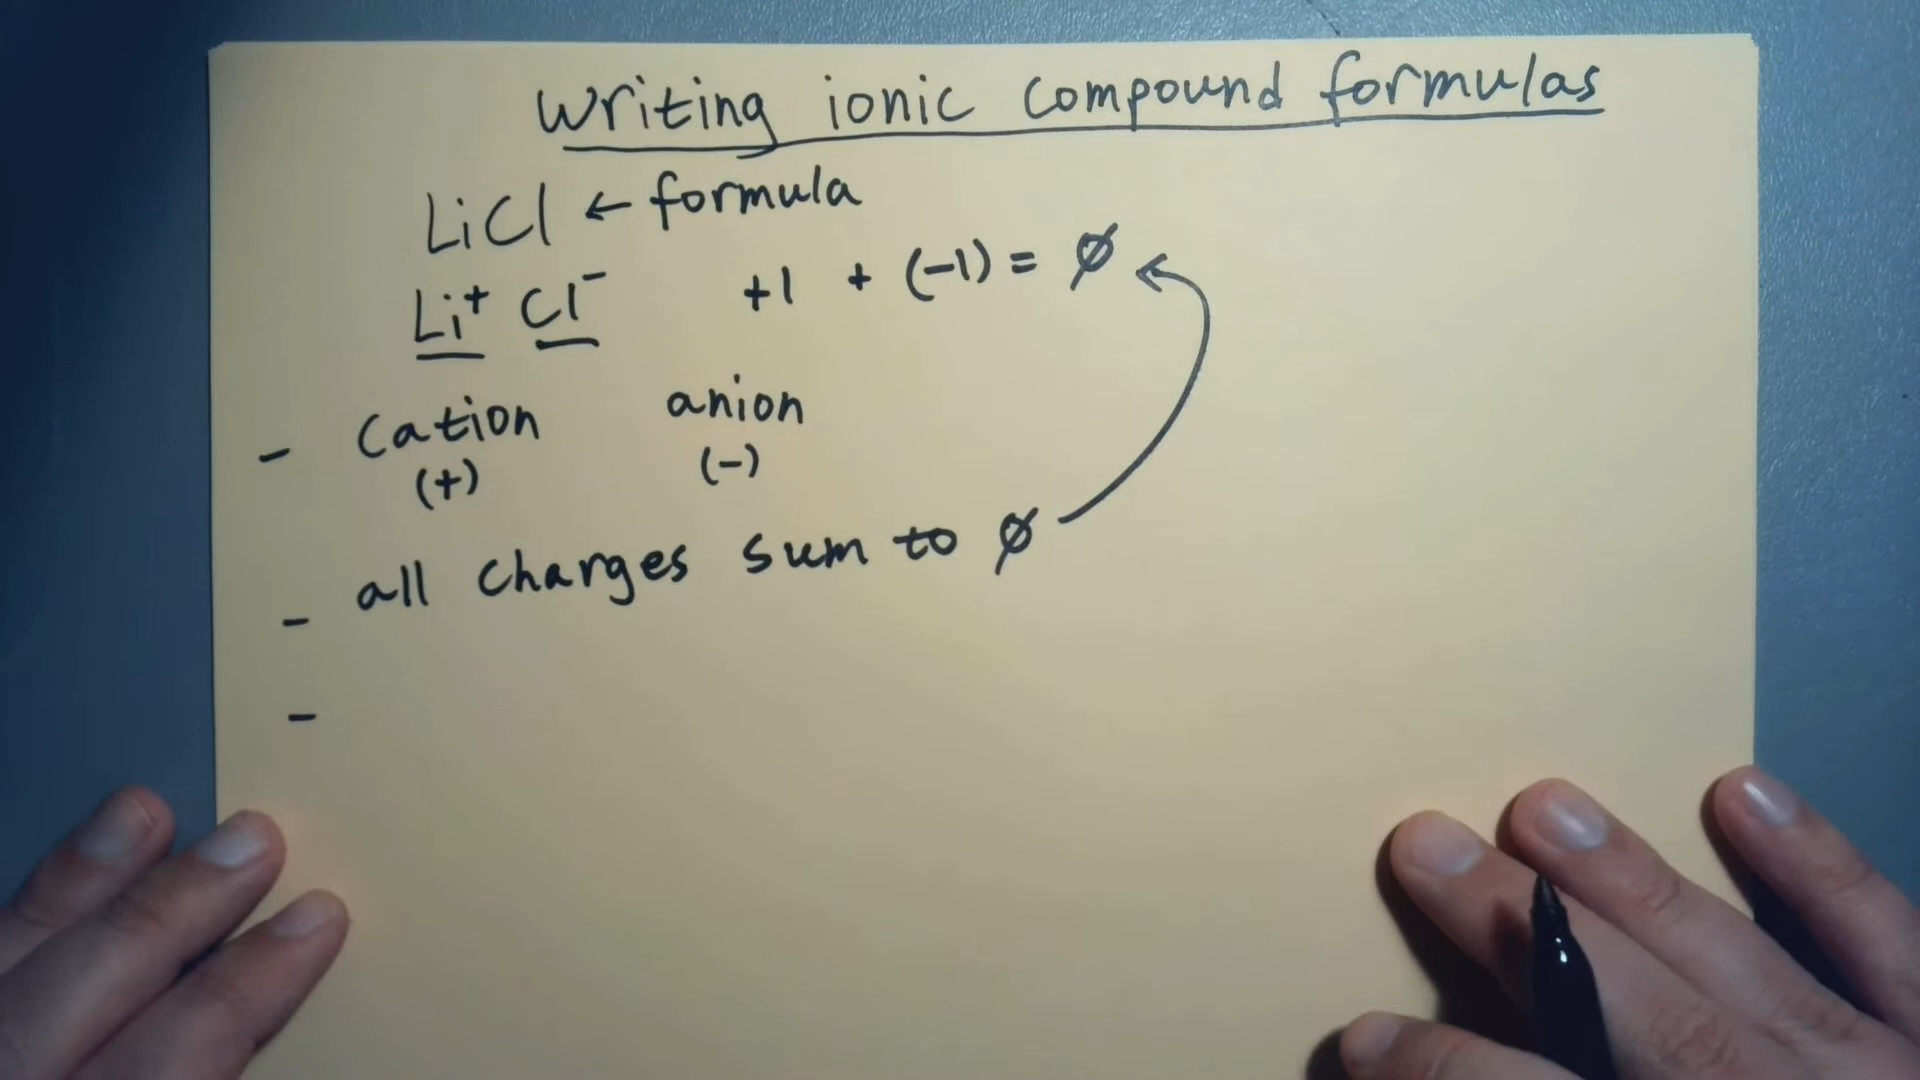 writing ionic compound formulas
LiCl ← formula
Li⁺ Cl⁻ +1 + (-1) = ∅
- cation anion
(+) (-)
- all charges sum to ∅
-